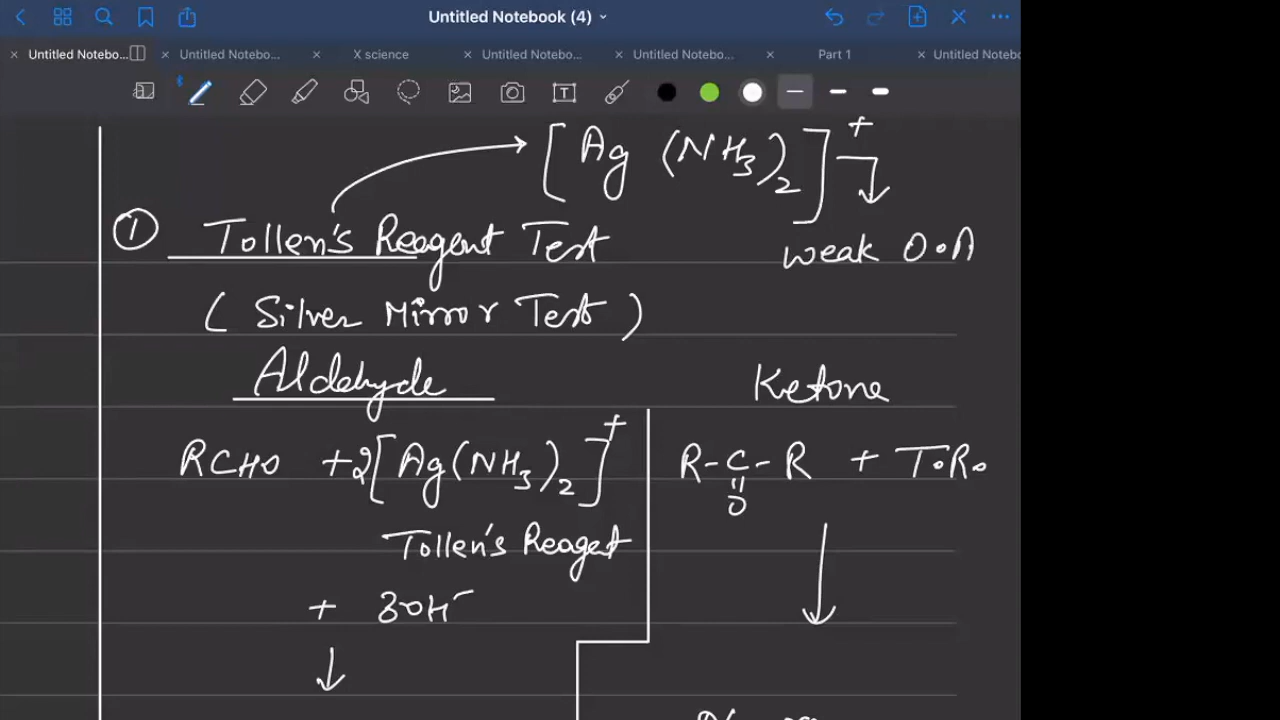 Untitled Notebook (4)
Untitled Notebo... Untitled Notebo... X science Untitled Notebo... Untitled Notebo... Part 1 Untitled Notebo
T
[Ag (NH3)2]+
① Tollen's Reagent Test
weak O.A
(Silver Mirror Test)
Aldehyde Ketone
RCHO + 2[Ag(NH3)2]+ R-C-R + T.R.
O
Tollen's Reaget
+ 3OH-